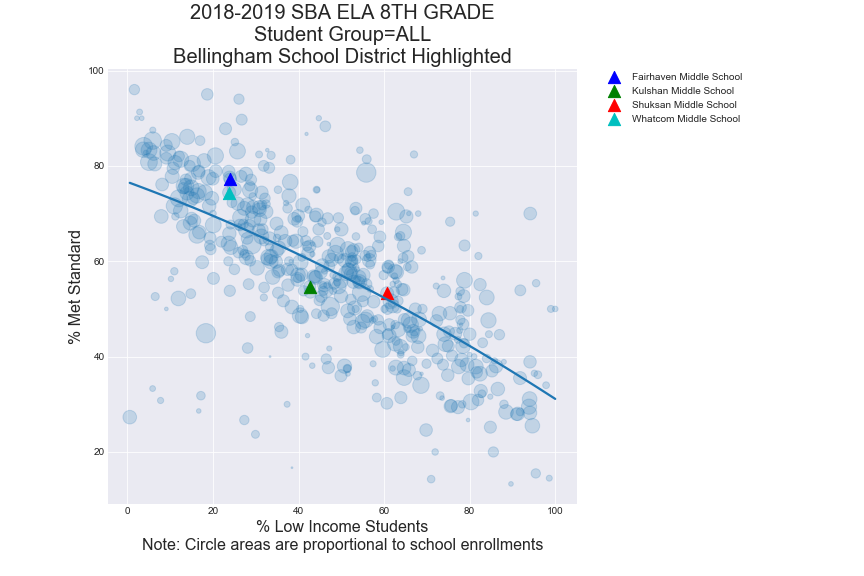 2018-2019 SBA ELA 8TH GRADE
Student Group=ALL
Bellingham School District Highlighted
Fairhaven Middle School
Kulshan Middle School
Shuksan Middle School
Whatcom Middle School
% Met Standard
100
80
60
40
20
0 20 40 60 80 100
% Low Income Students
Note: Circle areas are proportional to school enrollments